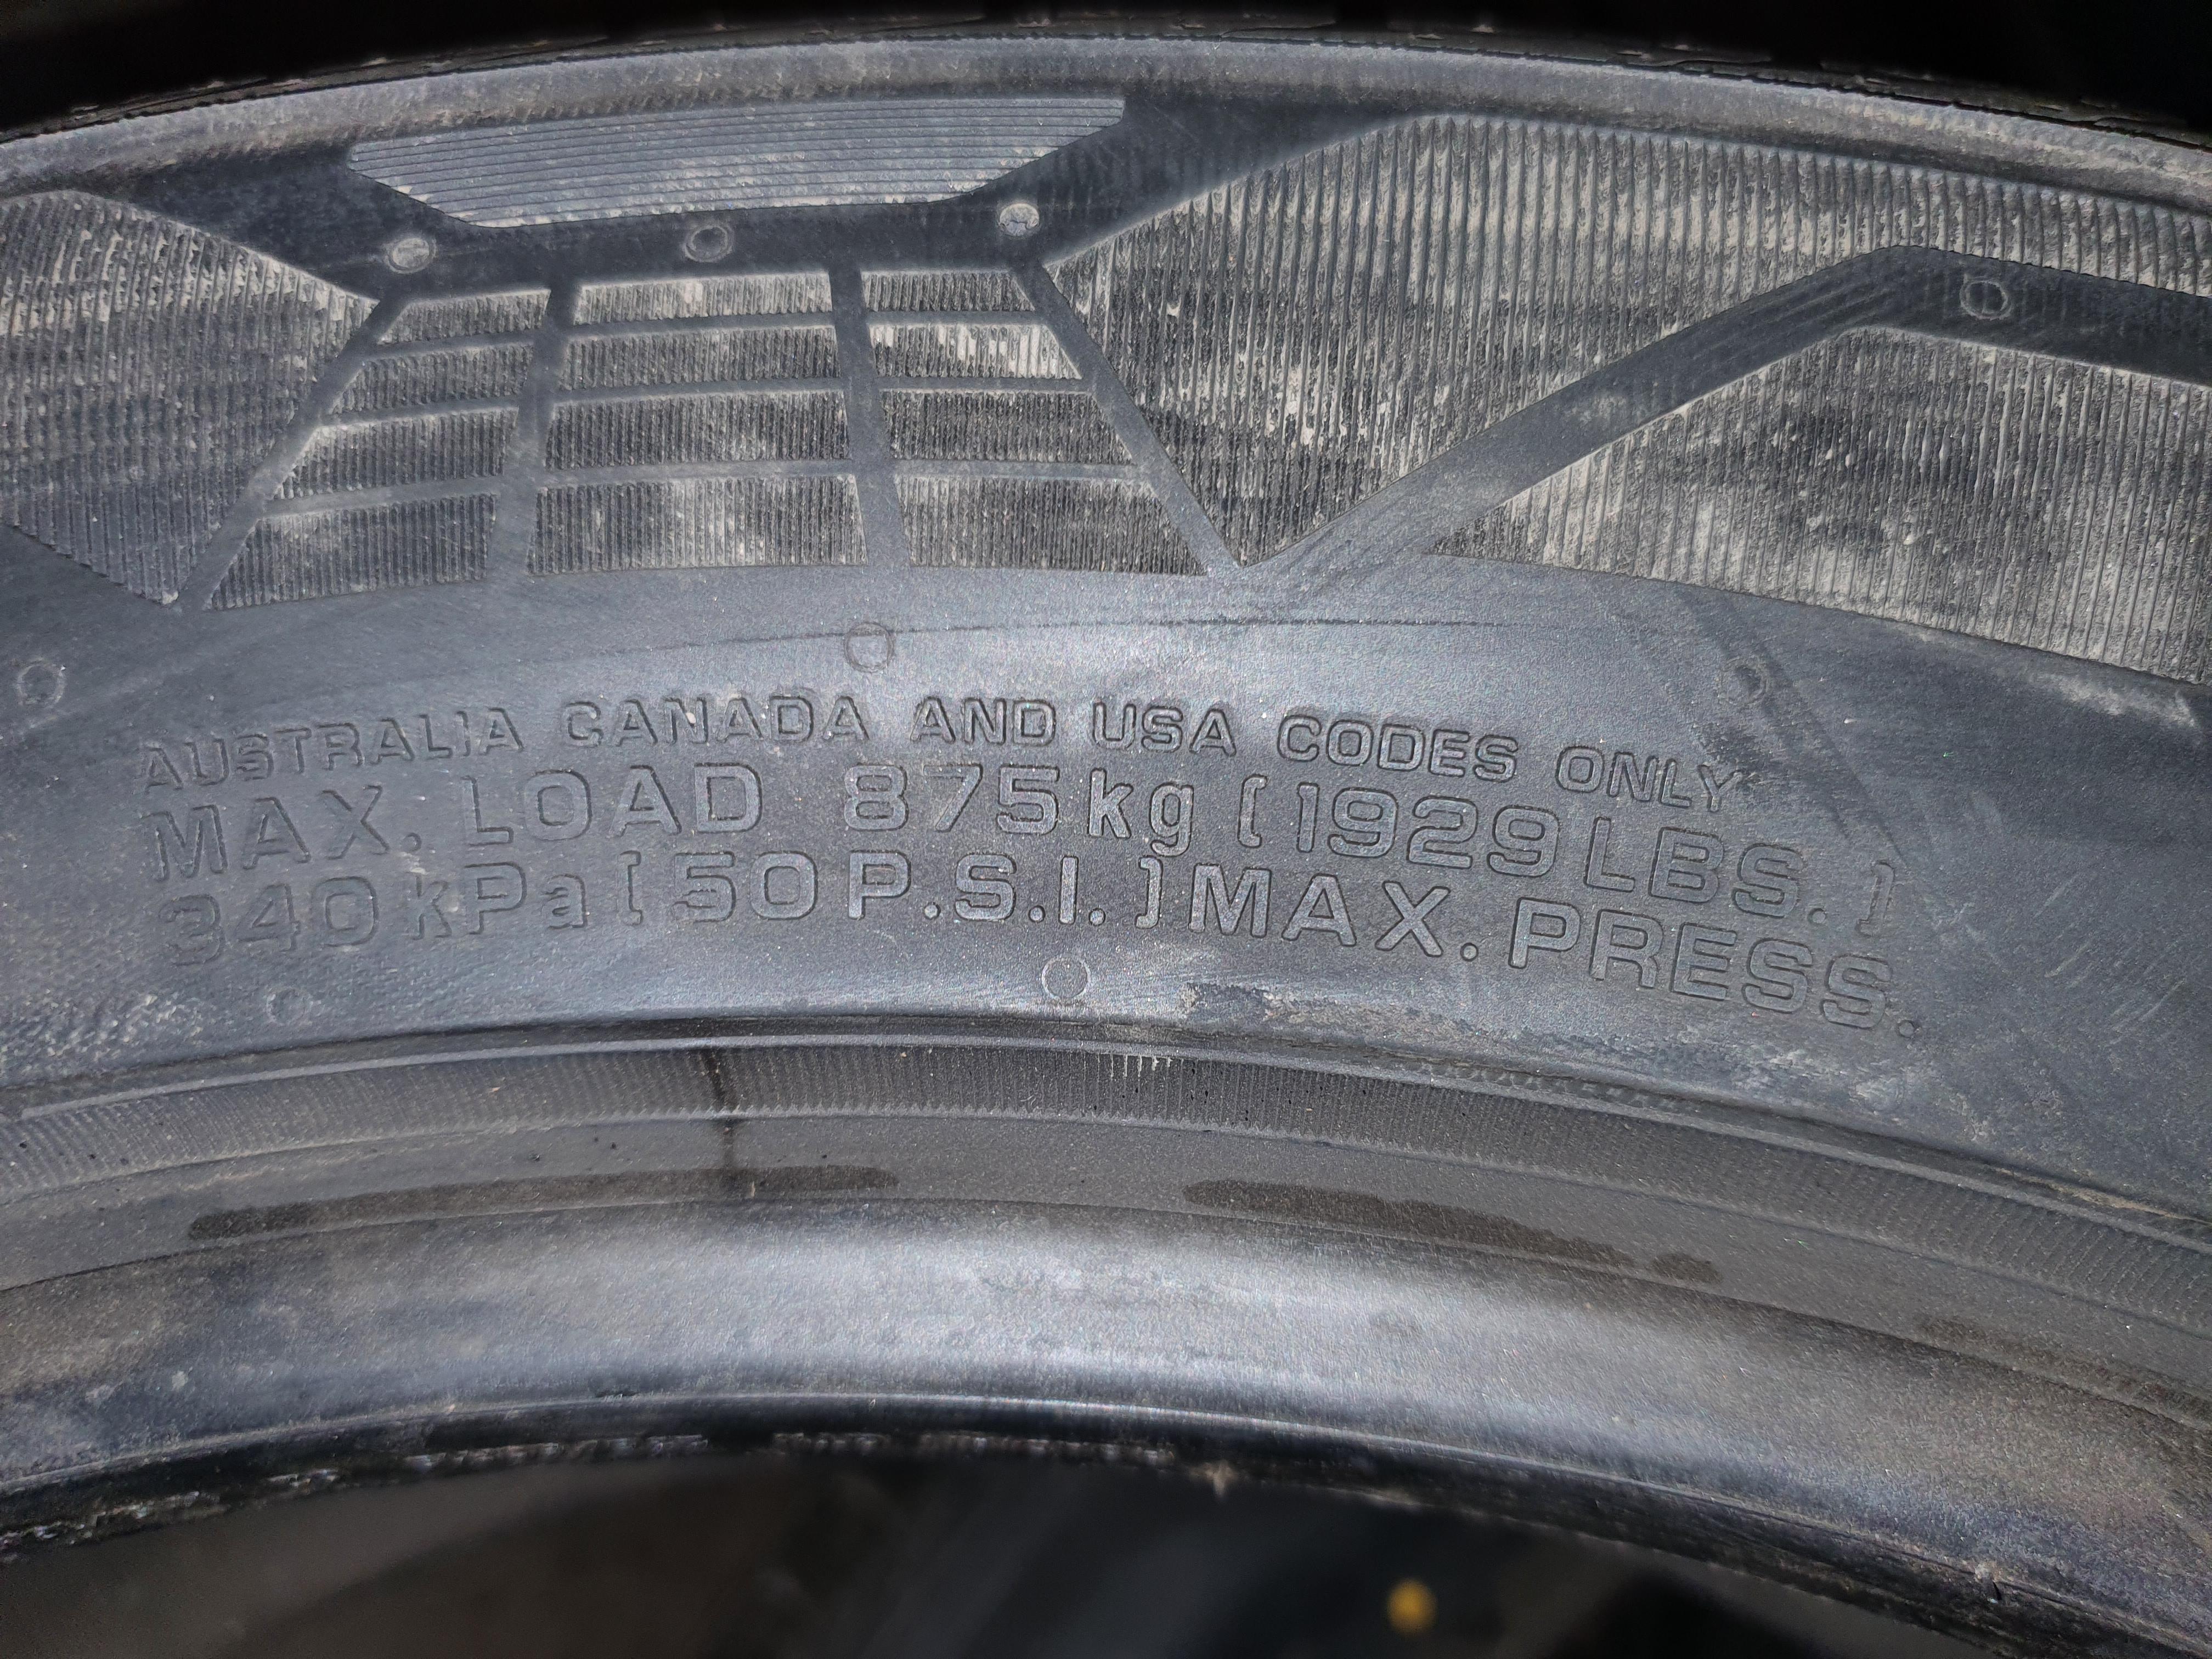 AUSTRALIA CANADA AND USA CODES ONLY
MAX. LOAD 875kg [1929LBS.]
340kPa[50P.S.I.]MAX. PRESS.